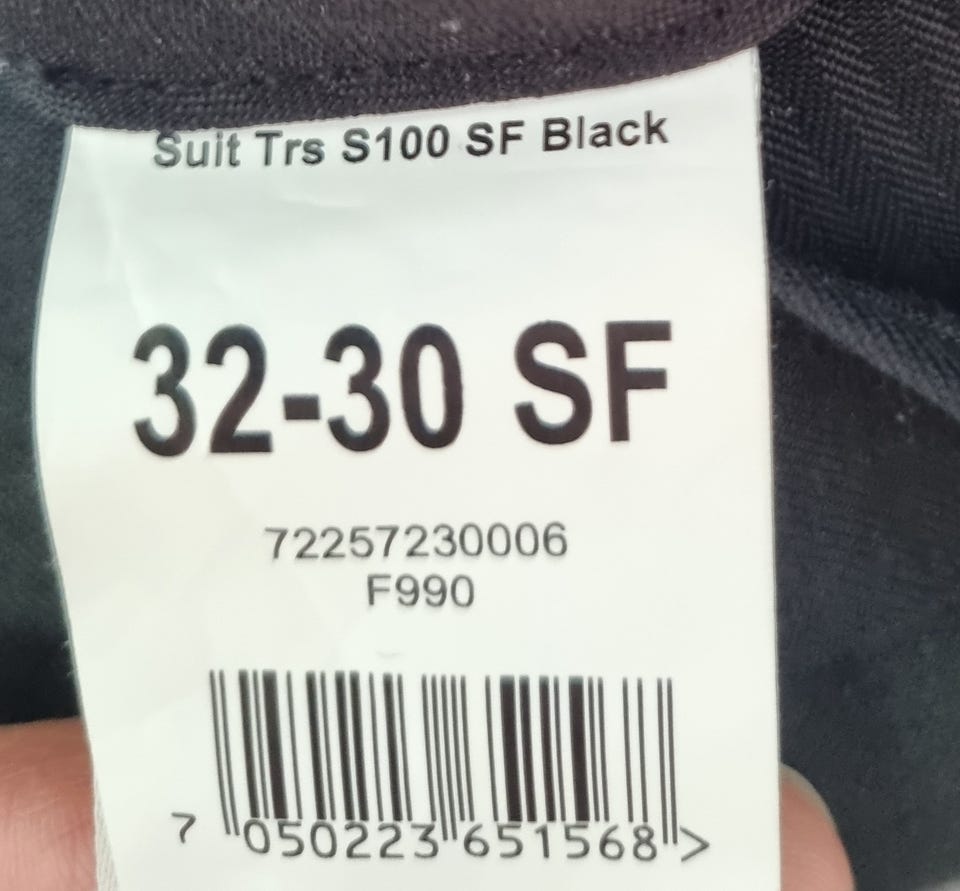 Suit Trs S100 SF Black
32-30 SF
72257230006
F990
7 050223 651568 >